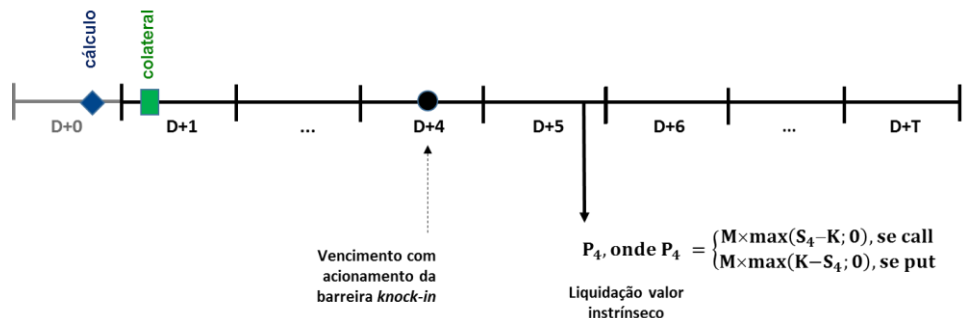 cálculo
colateral
D+0
D+1
...
D+4
D+5
D+6
...
D+T
Vencimento com
acionamento da
barreira knock-in
P₄, onde P₄ = {M×max(S₄−K; 0), se call
M×max(K−S₄; 0), se put
Liquidação valor
instrínseco